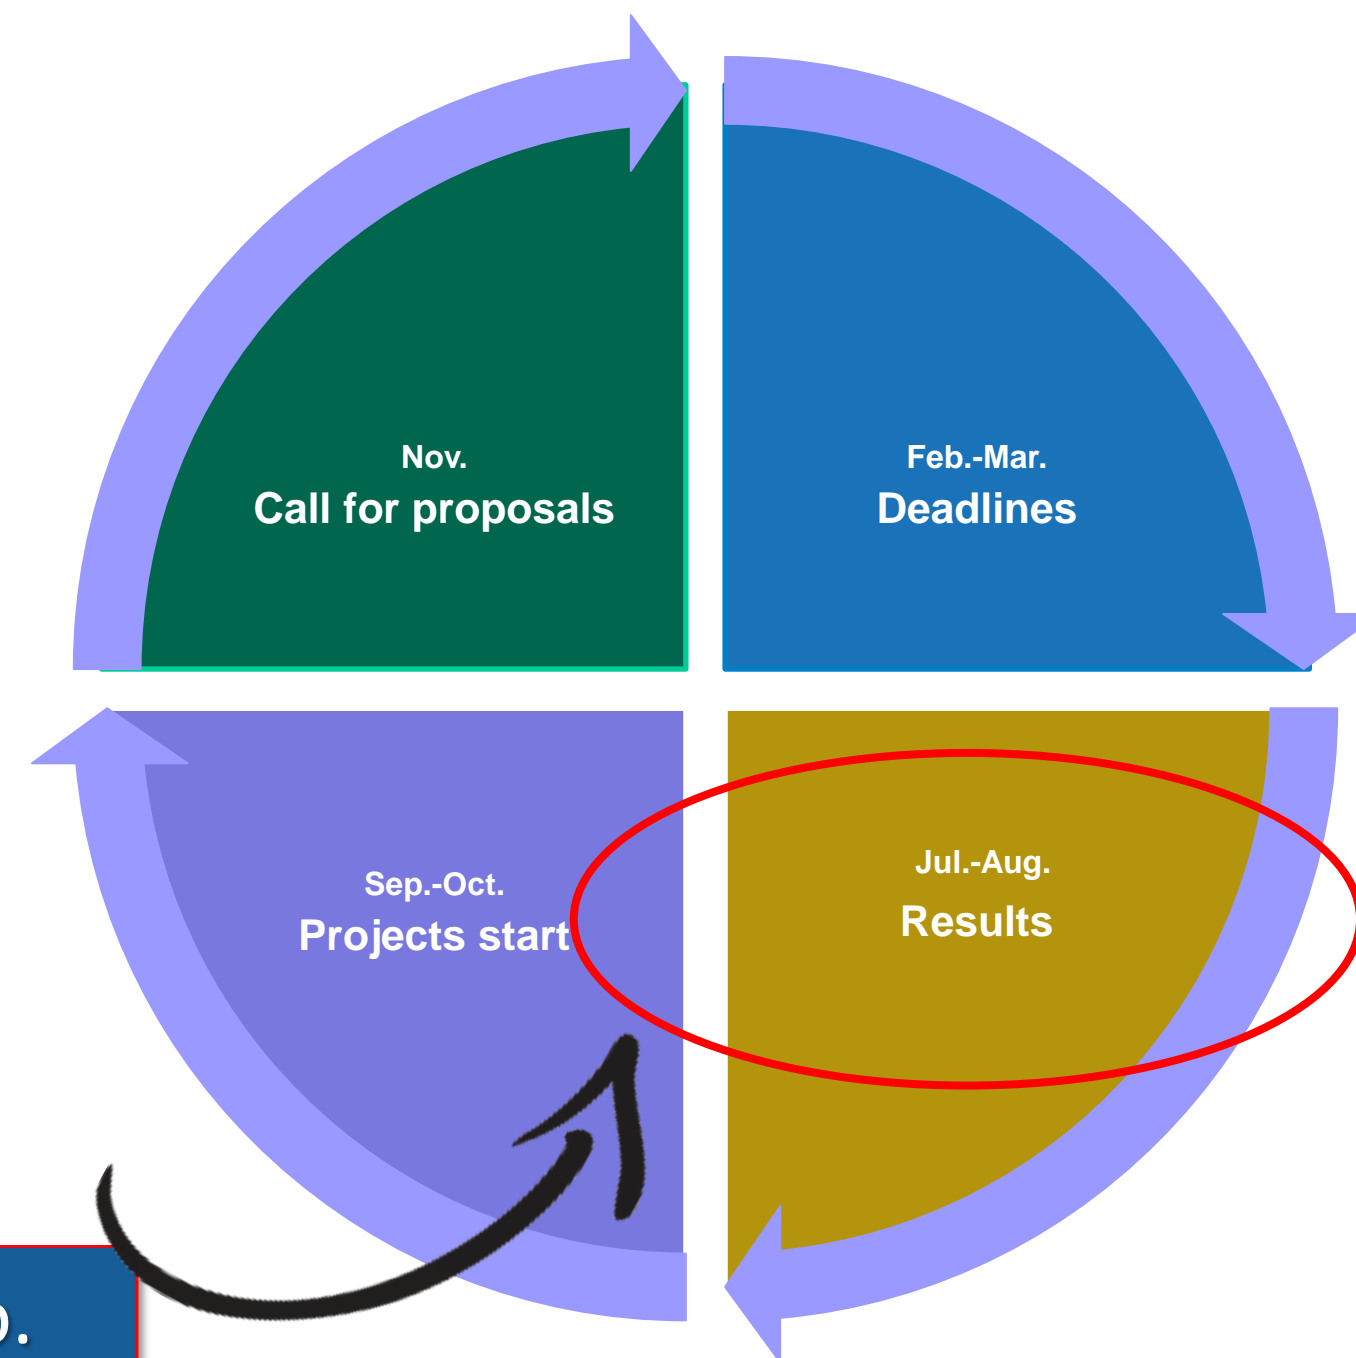 Nov.
Call for proposals
Feb.-Mar.
Deadlines
Jul.-Aug.
Results
Sep.-Oct.
Projects start